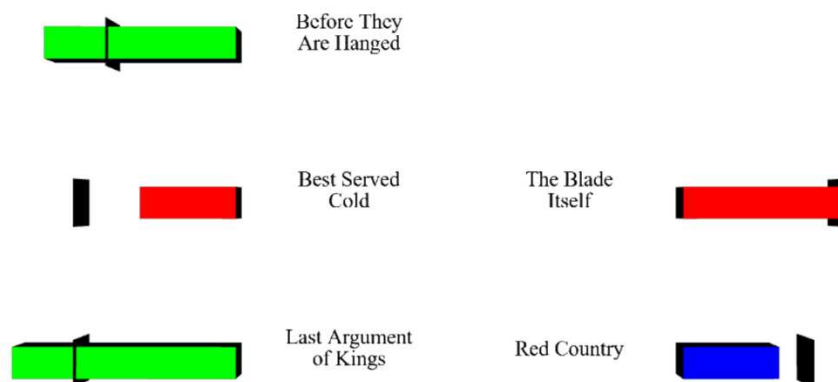 Before They
Are Hanged
Best Served
Cold
The Blade
Itself
Last Argument
of Kings
Red Country